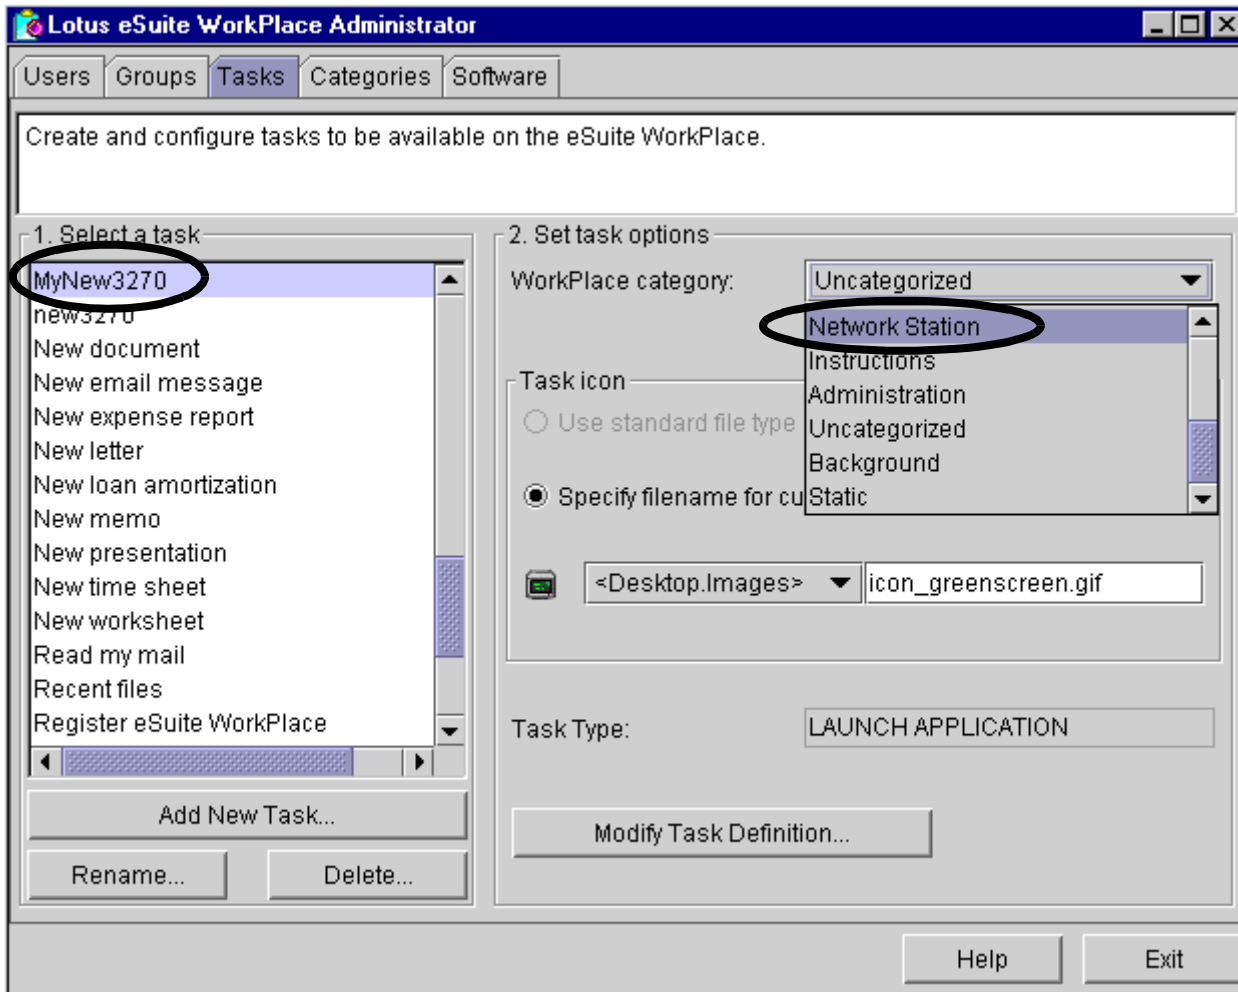 Lotus eSuite WorkPlace Administrator
Users Groups Tasks Categories Software
Create and configure tasks to be available on the eSuite WorkPlace.
1. Select a task
MyNew3270
new3270
New document
New email message
New expense report
New letter
New loan amortization
New memo
New presentation
New time sheet
New worksheet
Read my mail
Recent files
Register eSuite WorkPlace
Add New Task...
Rename... Delete...
2. Set task options
WorkPlace category: Uncategorized
Network Station
Instructions
Administration
Uncategorized
Background
Static
Task icon
Use standard file type
Specify filename for cu
<Desktop.Images> icon_greenscreen.gif
Task Type: LAUNCH APPLICATION
Modify Task Definition...
Help Exit